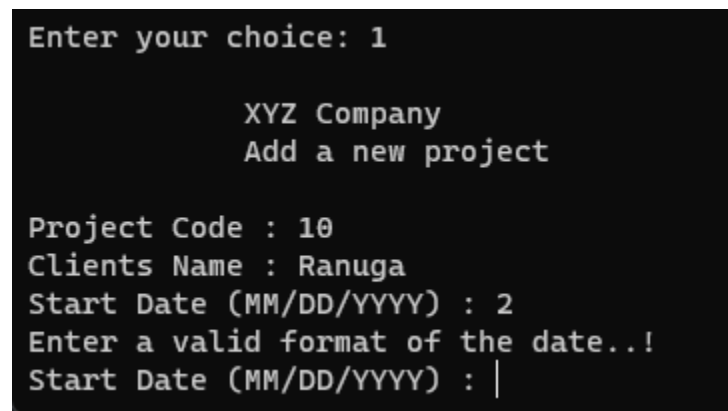 Enter your choice: 1
XYZ Company
Add a new project
Project Code : 10
Clients Name : Ranuga
Start Date (MM/DD/YYYY) : 2
Enter a valid format of the date..!
Start Date (MM/DD/YYYY) :